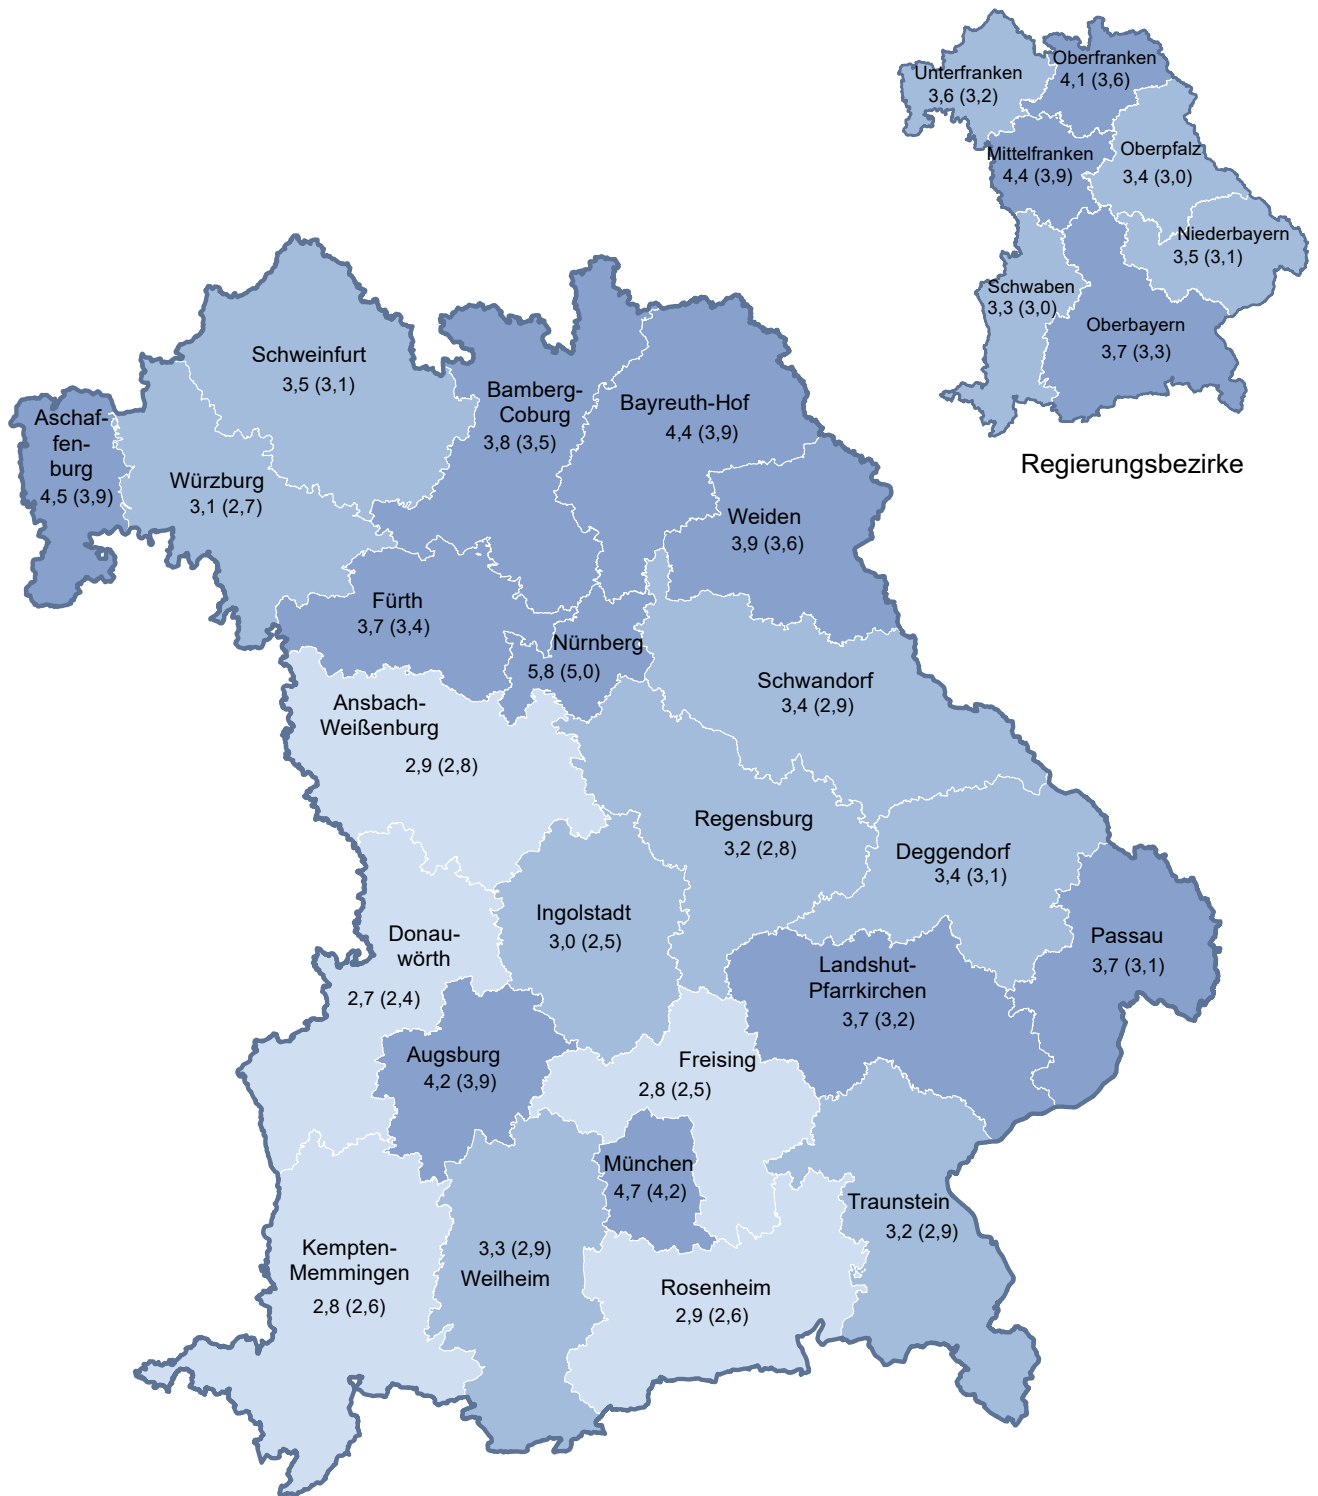 Unterfranken
3,6 (3,2)
Oberfranken
4,1 (3,6)
Mittelfranken
4,4 (3,9)
Oberpfalz
3,4 (3,0)
Niederbayern
3,5 (3,1)
Schwaben
3,3 (3,0)
Oberbayern
3,7 (3,3)
Regierungsbezirke
Schweinfurt
3,5 (3,1)
Bamberg-
Coburg
3,8 (3,5)
Bayreuth-Hof
4,4 (3,9)
Aschaf-
fen-
burg
4,5 (3,9)
Würzburg
3,1 (2,7)
Weiden
3,9 (3,6)
Fürth
3,7 (3,4)
Nürnberg
5,8 (5,0)
Schwandorf
3,4 (2,9)
Ansbach-
Weißenburg
2,9 (2,8)
Regensburg
3,2 (2,8)
Deggendorf
3,4 (3,1)
Ingolstadt
3,0 (2,5)
Donau-
wörth
2,7 (2,4)
Passau
3,7 (3,1)
Landshut-
Pfarrkirchen
3,7 (3,2)
Augsburg
4,2 (3,9)
Freising
2,8 (2,5)
München
4,7 (4,2)
Traunstein
3,2 (2,9)
Kempten-
Memmingen
2,8 (2,6)
3,3 (2,9)
Weilheim
Rosenheim
2,9 (2,6)